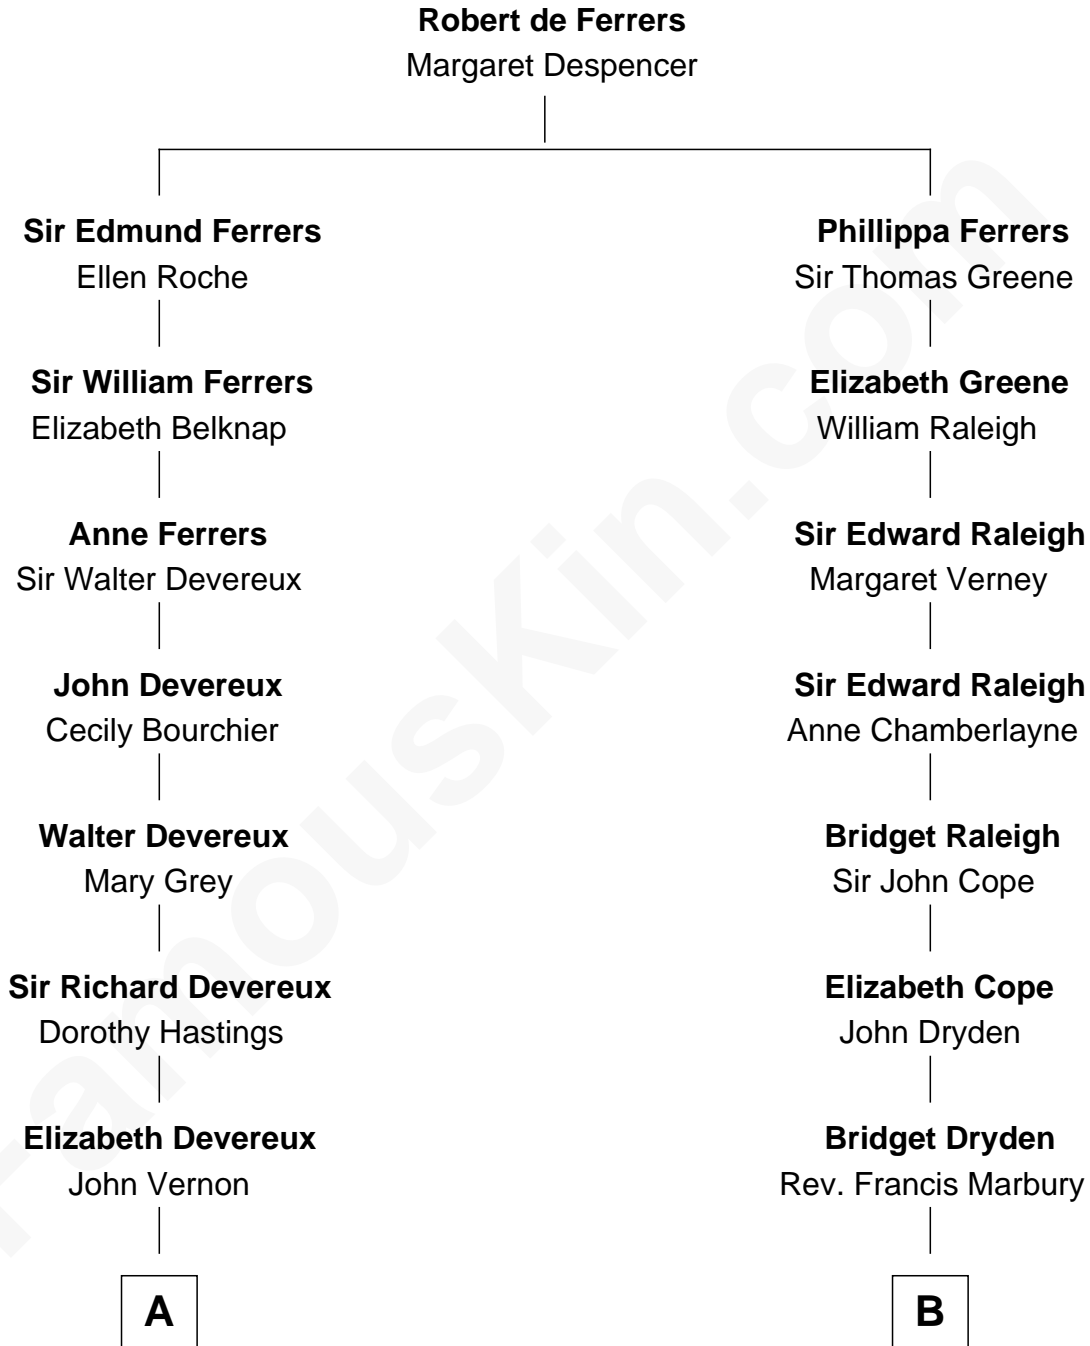 Robert de Ferrers
Margaret Despencer
Sir Edmund Ferrers
Ellen Roche
Sir William Ferrers
Elizabeth Belknap
Anne Ferrers
Sir Walter Devereux
John Devereux
Cecily Bourchier
Walter Devereux
Mary Grey
Sir Richard Devereux
Dorothy Hastings
Elizabeth Devereux
John Vernon
A
Phillippa Ferrers
Sir Thomas Greene
Elizabeth Greene
William Raleigh
Sir Edward Raleigh
Margaret Verney
Sir Edward Raleigh
Anne Chamberlayne
Bridget Raleigh
Sir John Cope
Elizabeth Cope
John Dryden
Bridget Dryden
Rev. Francis Marbury
B
FamousKin.com